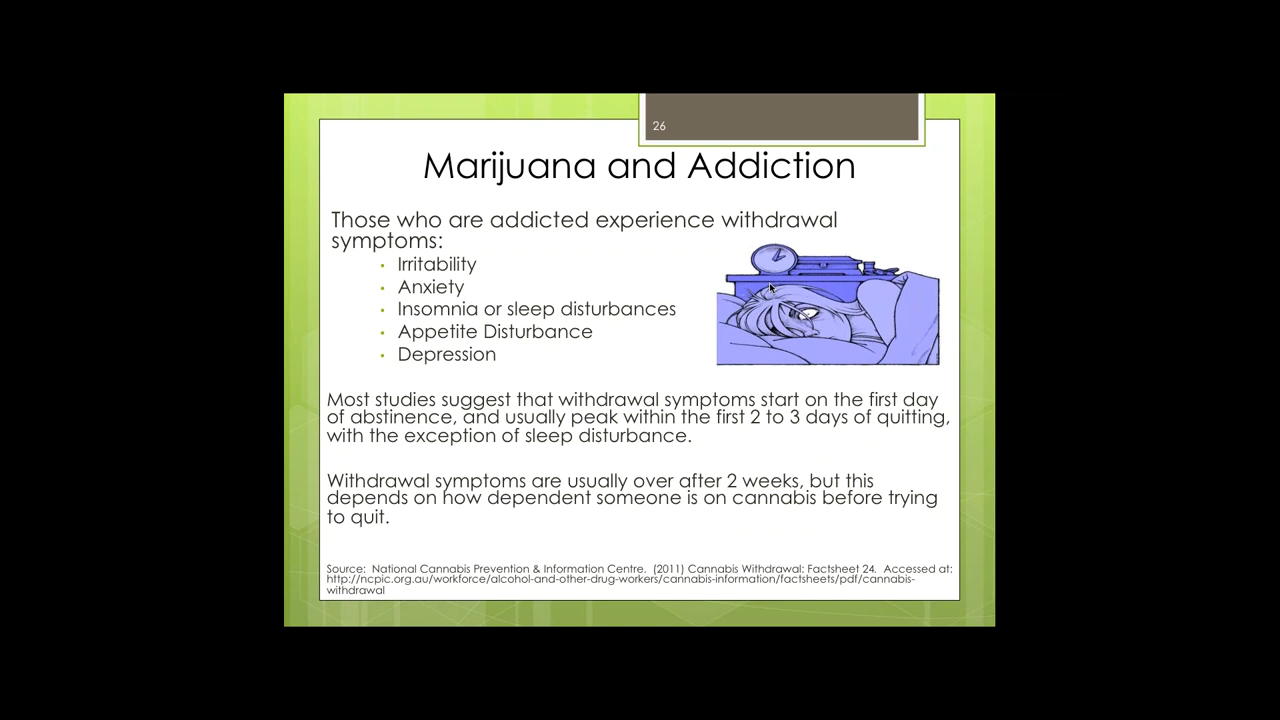 26
Marijuana and Addiction
Those who are addicted experience withdrawal
symptoms:
• Irritability
• Anxiety
• Insomnia or sleep disturbances
• Appetite Disturbance
• Depression
Most studies suggest that withdrawal symptoms start on the first day
of abstinence, and usually peak within the first 2 to 3 days of quitting,
with the exception of sleep disturbance.
Withdrawal symptoms are usually over after 2 weeks, but this
depends on how dependent someone is on cannabis before trying
to quit.
Source: National Cannabis Prevention & Information Centre. (2011) Cannabis Withdrawal: Factsheet 24. Accessed at:
http://ncpic.org.au/workforce/alcohol-and-other-drug-workers/cannabis-information/factsheets/pdf/cannabis-
withdrawal